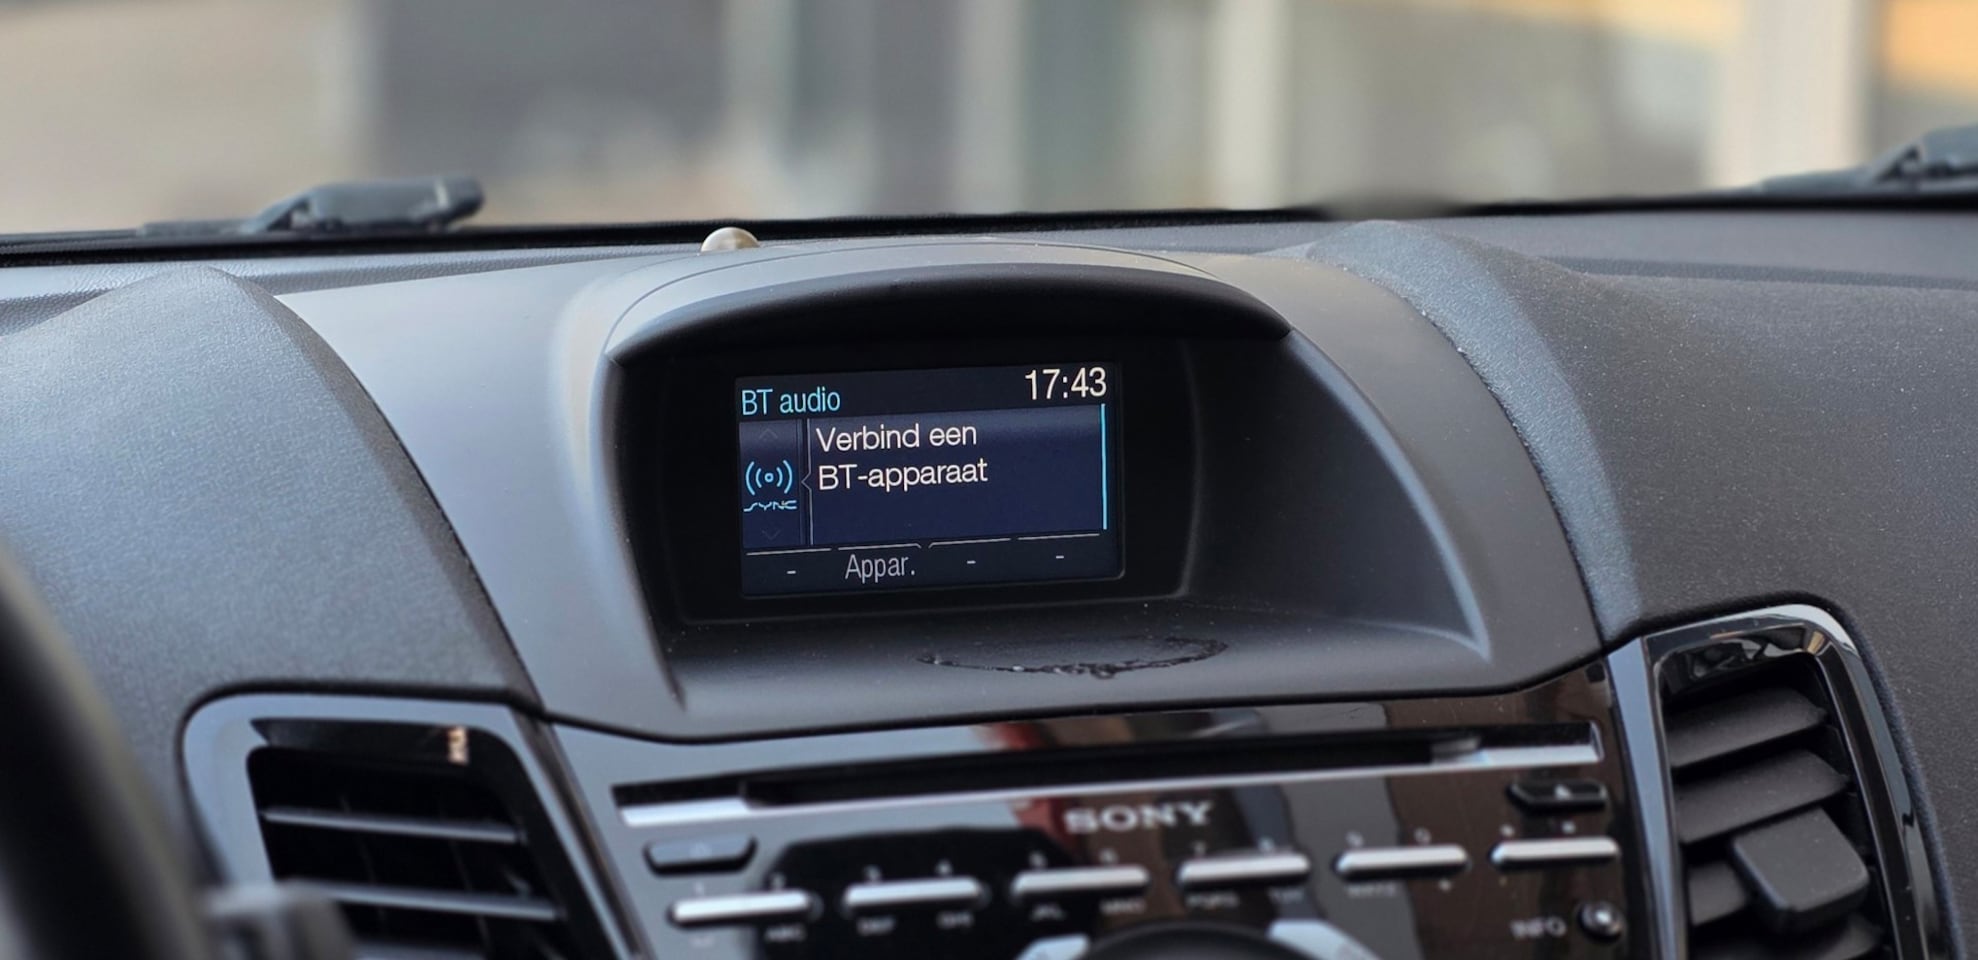 BT audio 17:43
Verbind een
BT-apparaat
SYNC
- Appar. - -
SONY
INFO